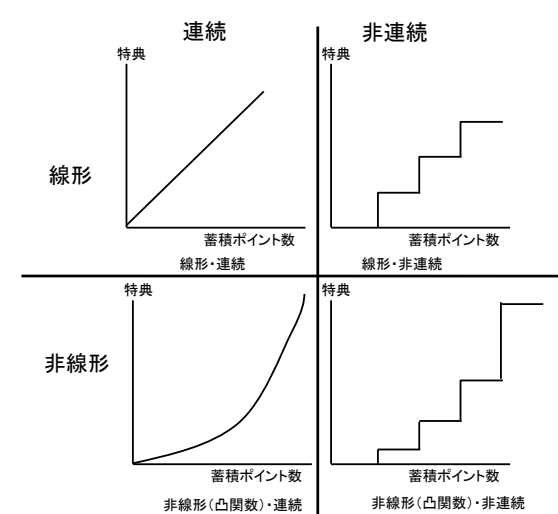 連続
非連続
特典
特典
線形
蓄積ポイント数
蓄積ポイント数
線形・連続
線形・非連続
特典
特典
非線形
蓄積ポイント数
蓄積ポイント数
非線形(凸関数)・連続
非線形(凸関数)・非連続